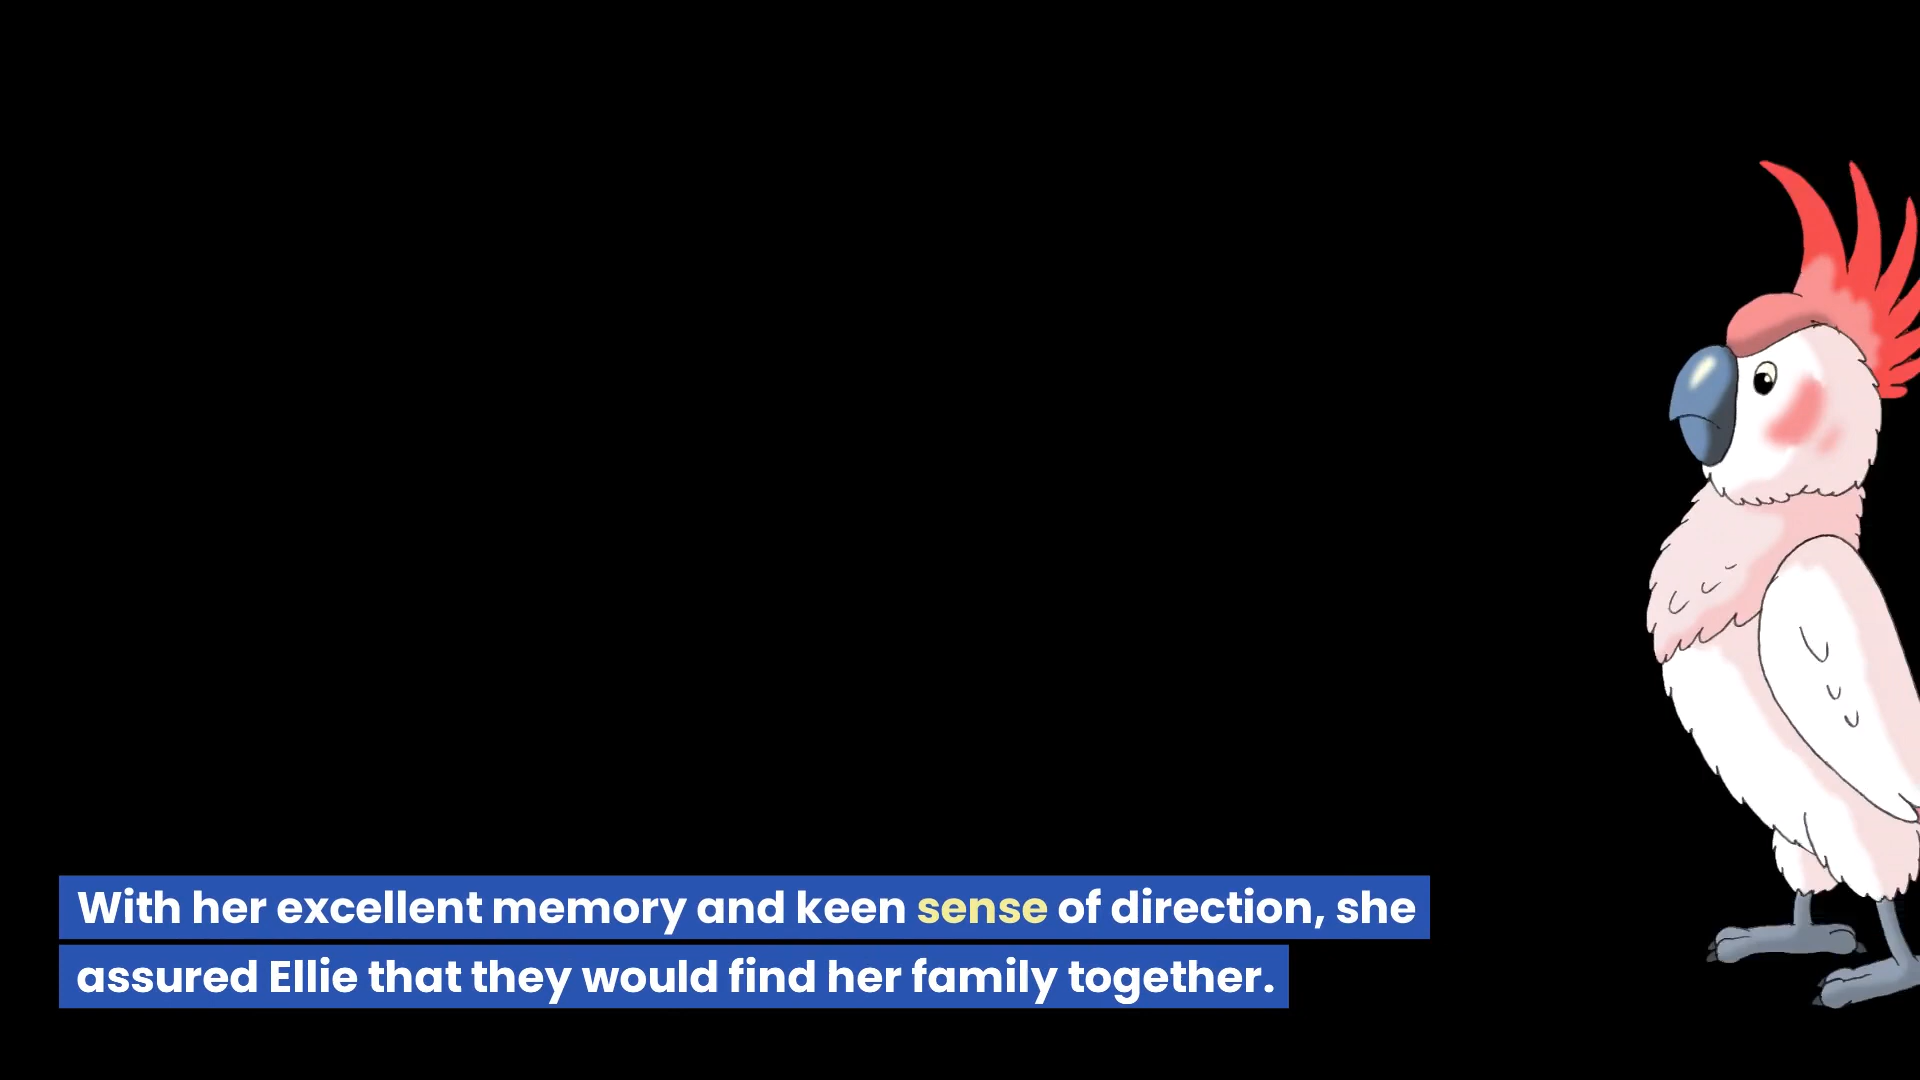 With her excellent memory and keen sense of direction, she
assured Ellie that they would find her family together.